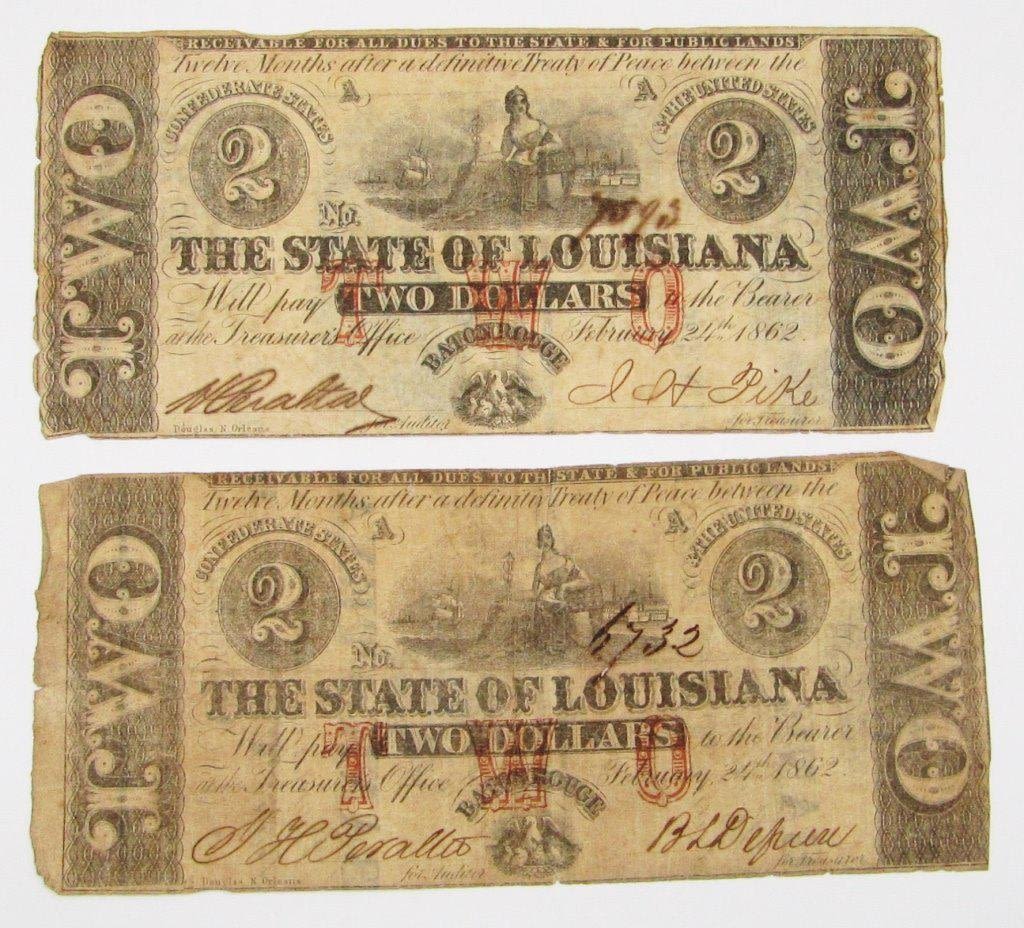 RECEIVABLE FOR ALL DUES TO THE STATE & FOR PUBLIC LANDS
Twelve Months after a definitive Treaty of Peace between the
CONFEDERATE STATES A A & THE UNITED STATES
TWO 2 2 TWO
No. 7593
THE STATE OF LOUISIANA
Will pay TWO DOLLARS to the Bearer
TWO
at the Treasurer's Office BATON ROUGE February 24th 1862.
J H Pike
for Auditor for Treasurer
Douglas, N. Orleans
RECEIVABLE FOR ALL DUES TO THE STATE & FOR PUBLIC LANDS
Twelve Months after a definitive Treaty of Peace between the
CONFEDERATE STATES A A & THE UNITED STATES
TWO 2 2 TWO
No. 6732
THE STATE OF LOUISIANA
Will pay TWO DOLLARS to the Bearer
TWO
at the Treasurer's Office BATON ROUGE February 24th 1862
S H Peralta
for Auditor for Treasurer
Douglas, N. Orleans